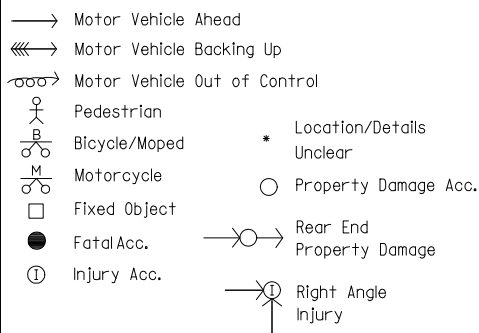 Motor Vehicle Ahead
Motor Vehicle Backing Up
Motor Vehicle Out of Control
Pedestrian
B
Bicycle/Moped
M
Motorcycle
Fixed Object
Fatal Acc.
I
Injury Acc.
*
Location/Details
Unclear
Property Damage Acc.
Rear End
Property Damage
I
Right Angle
Injury